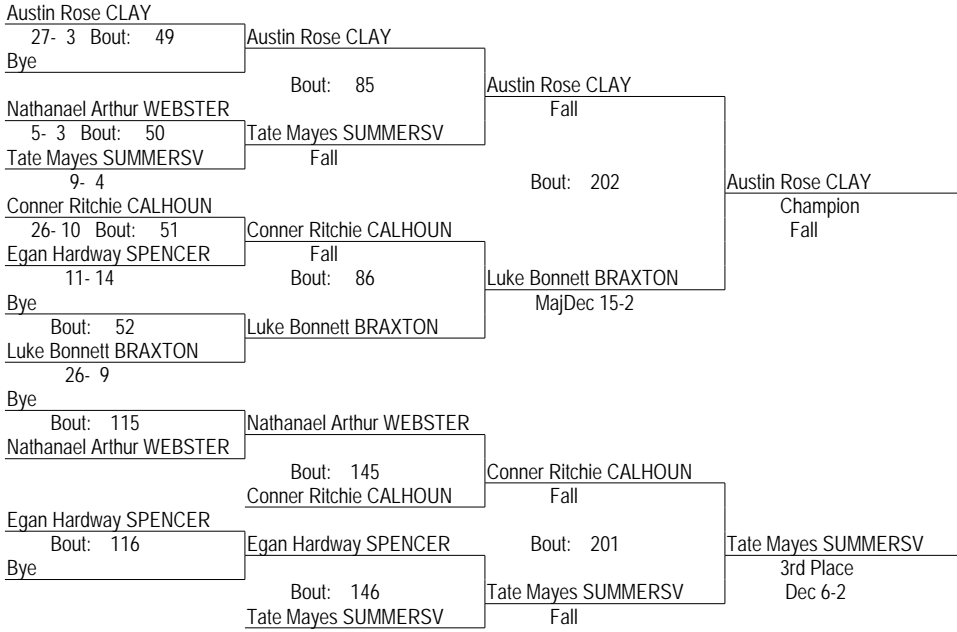 Austin Rose CLAY
27- 3 Bout: 49 Austin Rose CLAY
Bye
Bout: 85 Austin Rose CLAY
Nathanael Arthur WEBSTER Fall
5- 3 Bout: 50 Tate Mayes SUMMERSV
Tate Mayes SUMMERSV Fall
9- 4 Bout: 202 Austin Rose CLAY
Conner Ritchie CALHOUN Champion
26- 10 Bout: 51 Conner Ritchie CALHOUN Fall
Egan Hardway SPENCER Fall
11- 14 Bout: 86 Luke Bonnett BRAXTON
Bye MajDec 15-2
Bout: 52 Luke Bonnett BRAXTON
Luke Bonnett BRAXTON
26- 9
Bye
Bout: 115 Nathanael Arthur WEBSTER
Nathanael Arthur WEBSTER
Bout: 145 Conner Ritchie CALHOUN
Conner Ritchie CALHOUN Fall
Egan Hardway SPENCER
Bout: 116 Egan Hardway SPENCER Bout: 201 Tate Mayes SUMMERSV
Bye 3rd Place
Bout: 146 Tate Mayes SUMMERSV Dec 6-2
Tate Mayes SUMMERSV Fall